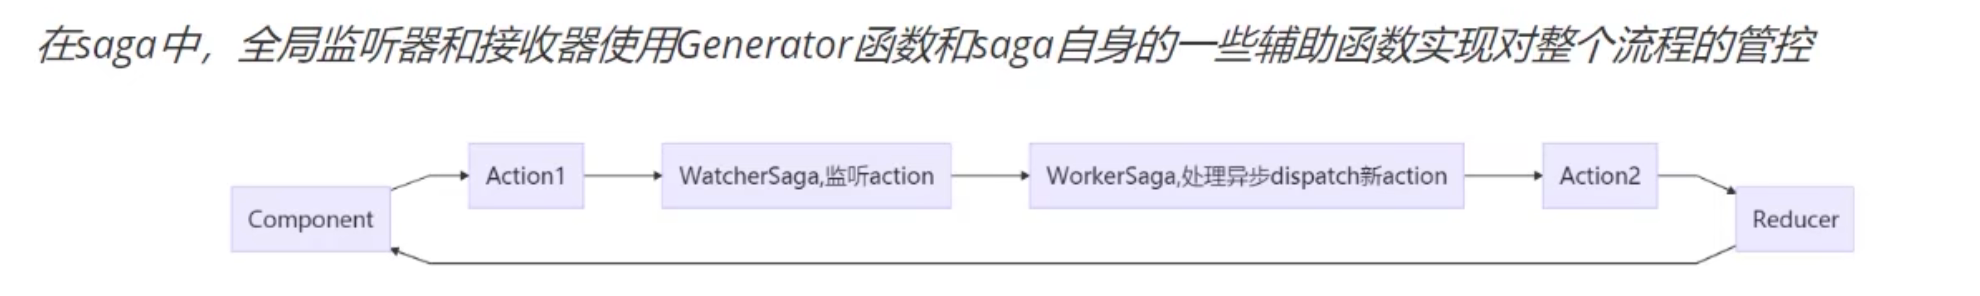 在saga中，全局监听器和接收器使用Generator函数和saga自身的一些辅助函数实现对整个流程的管控
Action1
WatcherSaga,监听action
WorkerSaga,处理异步dispatch新action
Action2
Component
Reducer